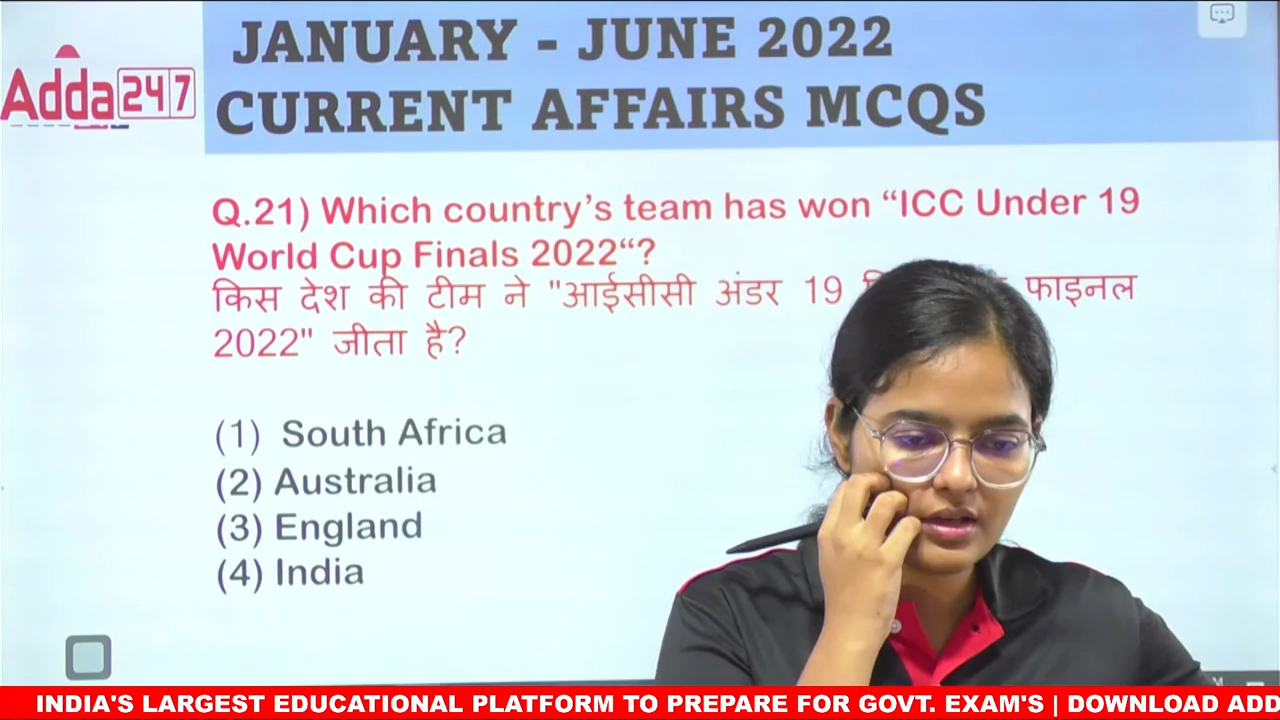 JANUARY - JUNE 2022
Adda247
CURRENT AFFAIRS MCQS
Q.21) Which country's team has won “ICC Under 19
World Cup Finals 2022“?
किस देश की टीम ने "आईसीसी अंडर 19 फाइनल
2022" जीता है?
(1) South Africa
(2) Australia
(3) England
(4) India
INDIA'S LARGEST EDUCATIONAL PLATFORM TO PREPARE FOR GOVT. EXAM'S | DOWNLOAD ADD